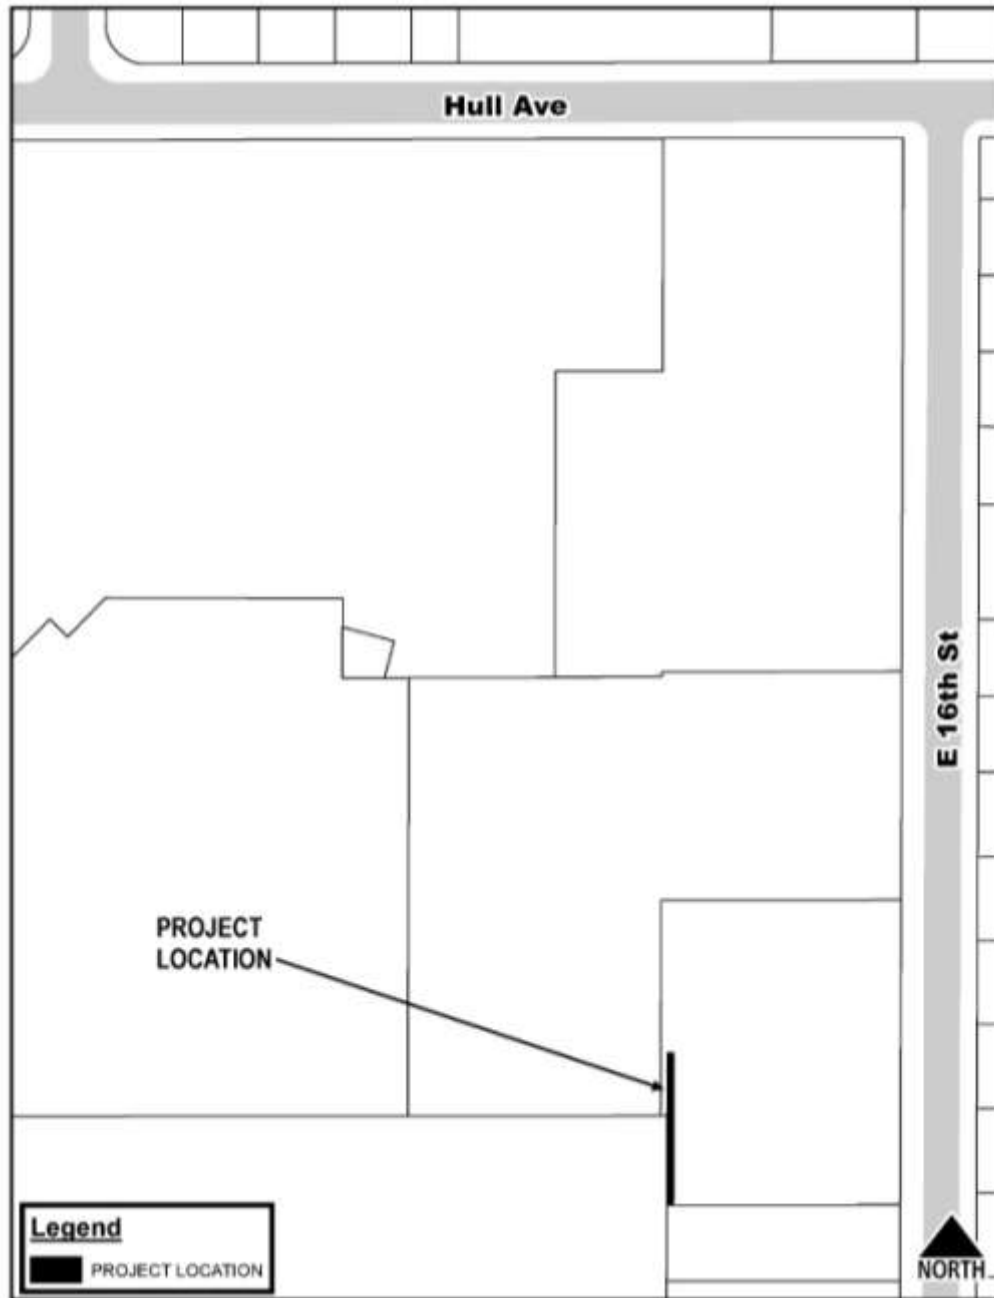 Hull Ave
E 16th St
PROJECT
LOCATION
Legend
PROJECT LOCATION
NORTH